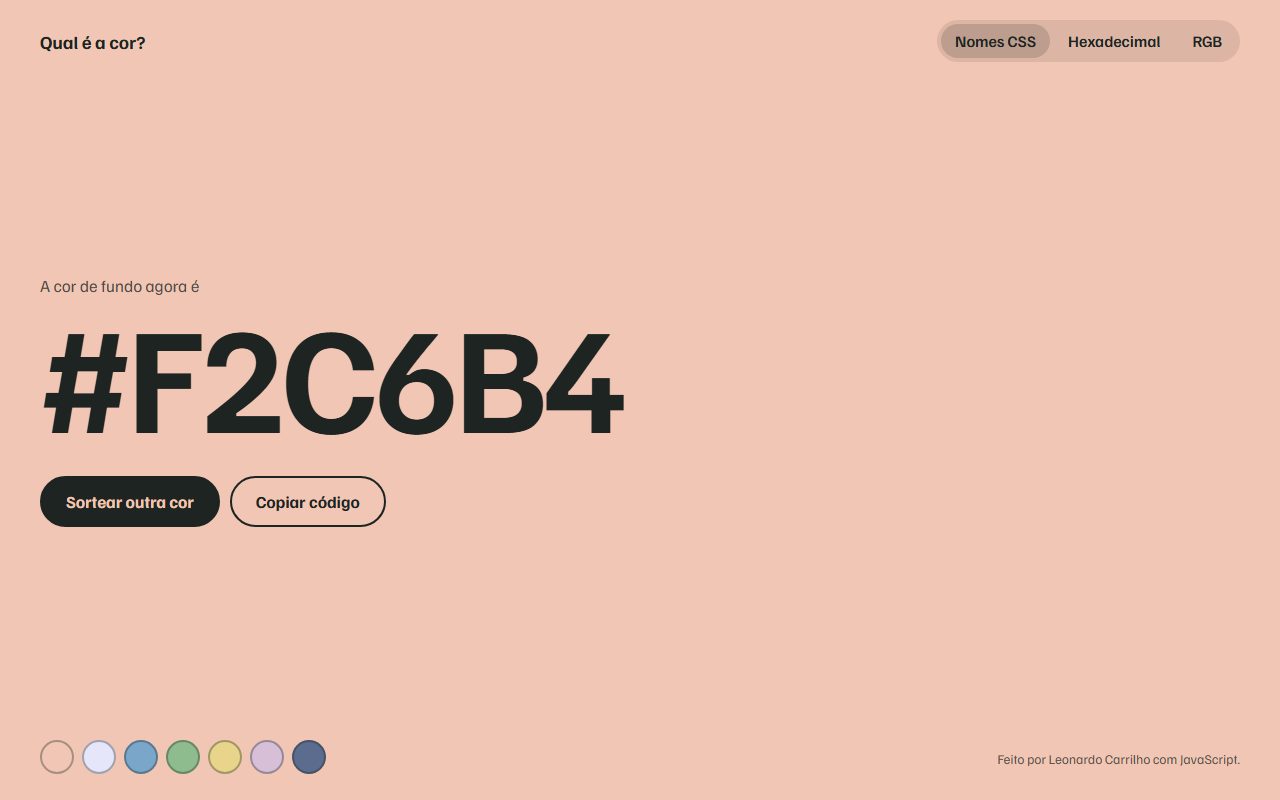 Qual é a cor?
Nomes CSS
Hexadecimal
RGB
A cor de fundo agora é
#F2C6B4
Sortear outra cor
Copiar código
Feito por Leonardo Carrilho com JavaScript.